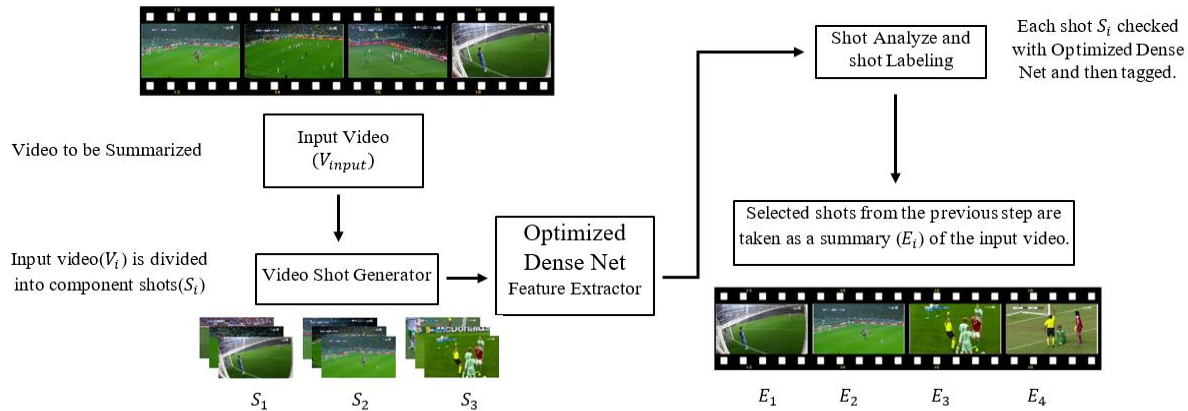 Video to be Summarized
Input Video
(V_input)
Input video(V_i) is divided
into component shots(S_i)
Video Shot Generator
S_1 S_2 S_3
Optimized
Dense Net
Feature Extractor
Shot Analyze and
shot Labeling
Each shot S_i checked
with Optimized Dense
Net and then tagged.
Selected shots from the previous step are
taken as a summary (E_i) of the input video.
E_1 E_2 E_3 E_4